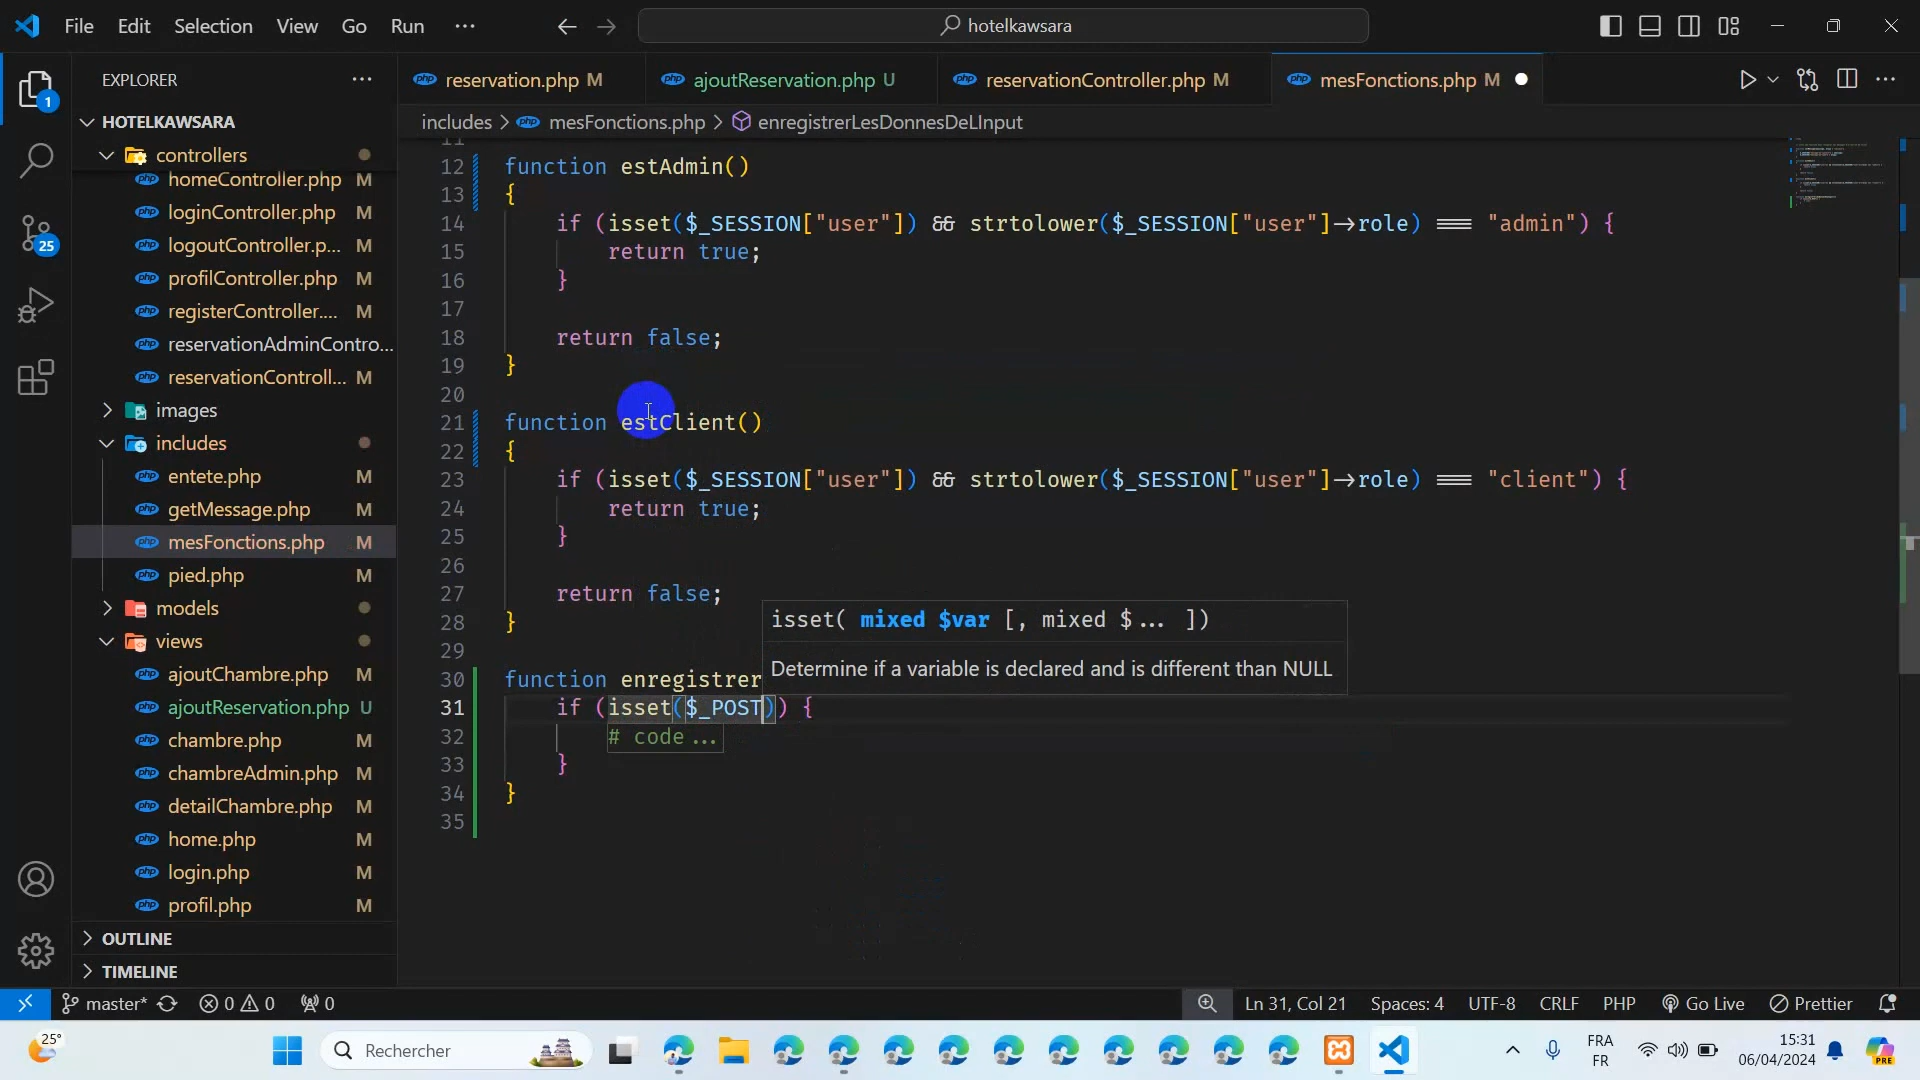 File Edit Selection View Go Run ...
hotelkawsara
EXPLORER
reservation.php M
ajoutReservation.php U
reservationController.php M
mesFonctions.php M
includes > mesFonctions.php > enregistrerLesDonnesDeLInput
HOTELKAWSARA
controllers
homeController.php M
loginController.php M
logoutController.p... M
profilController.php M
registerController.... M
reservationAdminContro...
reservationControll... M
images
includes
entete.php M
getMessage.php M
mesFonctions.php M
pied.php M
models
views
ajoutChambre.php M
ajoutReservation.php U
chambre.php M
chambreAdmin.php M
detailChambre.php M
home.php M
login.php M
profil.php M
OUTLINE
TIMELINE
1
25
11
12 function estAdmin()
13 {
14 if (isset($_SESSION["user"]) && strtolower($_SESSION["user"]->role) === "admin") {
15 return true;
16 }
17
18 return false;
19 }
20
21 function estClient()
22 {
23 if (isset($_SESSION["user"]) && strtolower($_SESSION["user"]->role) === "client") {
24 return true;
25 }
26
27 return false;
28 }
29
isset( mixed $var [, mixed $... ])
Determine if a variable is declared and is different than NULL
30 function enregistrer
31 if (isset($_POST)) {
32 # code...
33 }
34 }
35
master* 0 0 0
Ln 31, Col 21 Spaces: 4 UTF-8 CRLF PHP Go Live Prettier
25°
Rechercher
PRE
FRA
FR
15:31
06/04/2024